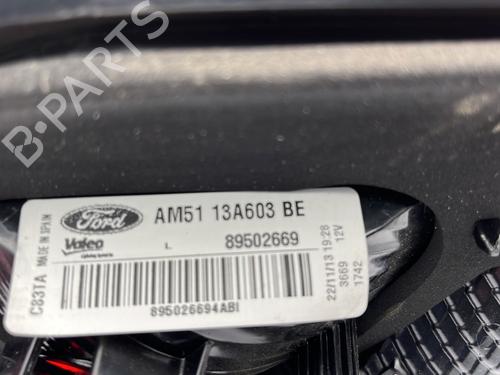 C83TA MADE IN SPAIN
Ford AM51 13A603 BE
Valeo L 89502669
895026694ABI
22/11/13 19:28
3669 12V
1742
B-Parts